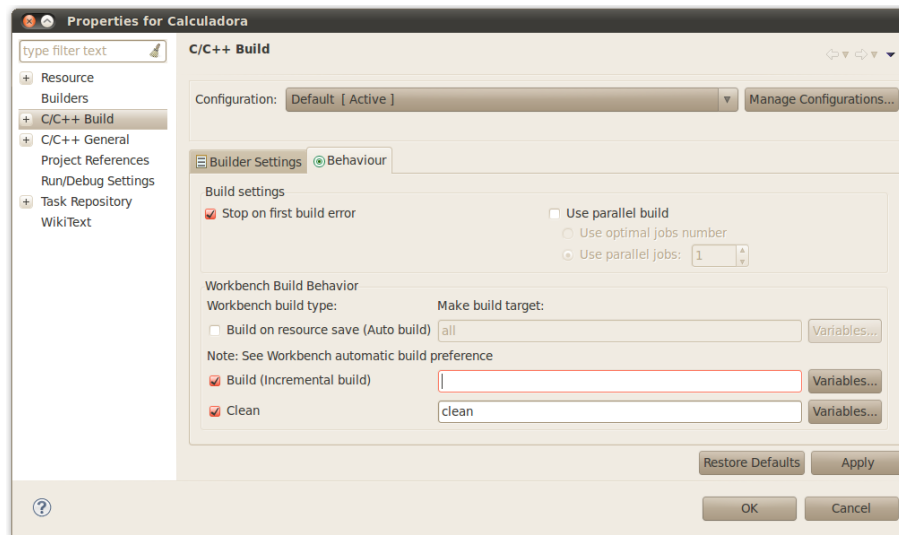 Properties for Calculadora
type filter text
C/C++ Build
Resource
Builders
C/C++ Build
C/C++ General
Project References
Run/Debug Settings
Task Repository
WikiText
Configuration: Default [ Active ] Manage Configurations...
Builder Settings Behaviour
Build settings
Stop on first build error Use parallel build
Use optimal jobs number
Use parallel jobs: 1
Workbench Build Behavior
Workbench build type: Make build target:
Build on resource save (Auto build) all Variables...
Note: See Workbench automatic build preference
Build (Incremental build) Variables...
Clean clean Variables...
Restore Defaults Apply
? OK Cancel